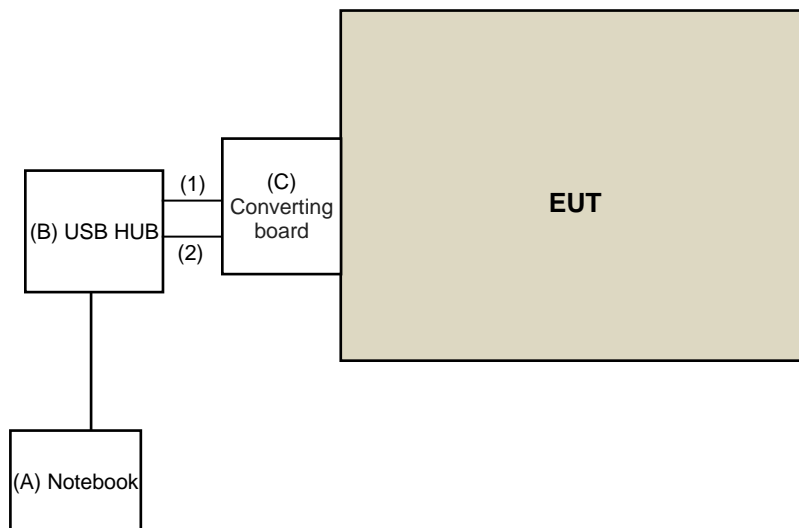 (C)
Converting
board
EUT
(1)
(B) USB HUB
(2)
(A) Notebook